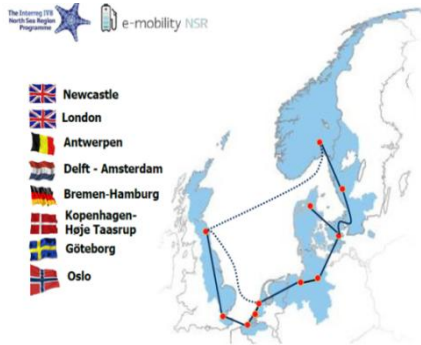 The Interreg IVB
North Sea Region
Programme
e-mobility NSR
Newcastle
London
Antwerpen
Delft - Amsterdam
Bremen-Hamburg
Kopenhagen-
Høje Taasrup
Göteborg
Oslo